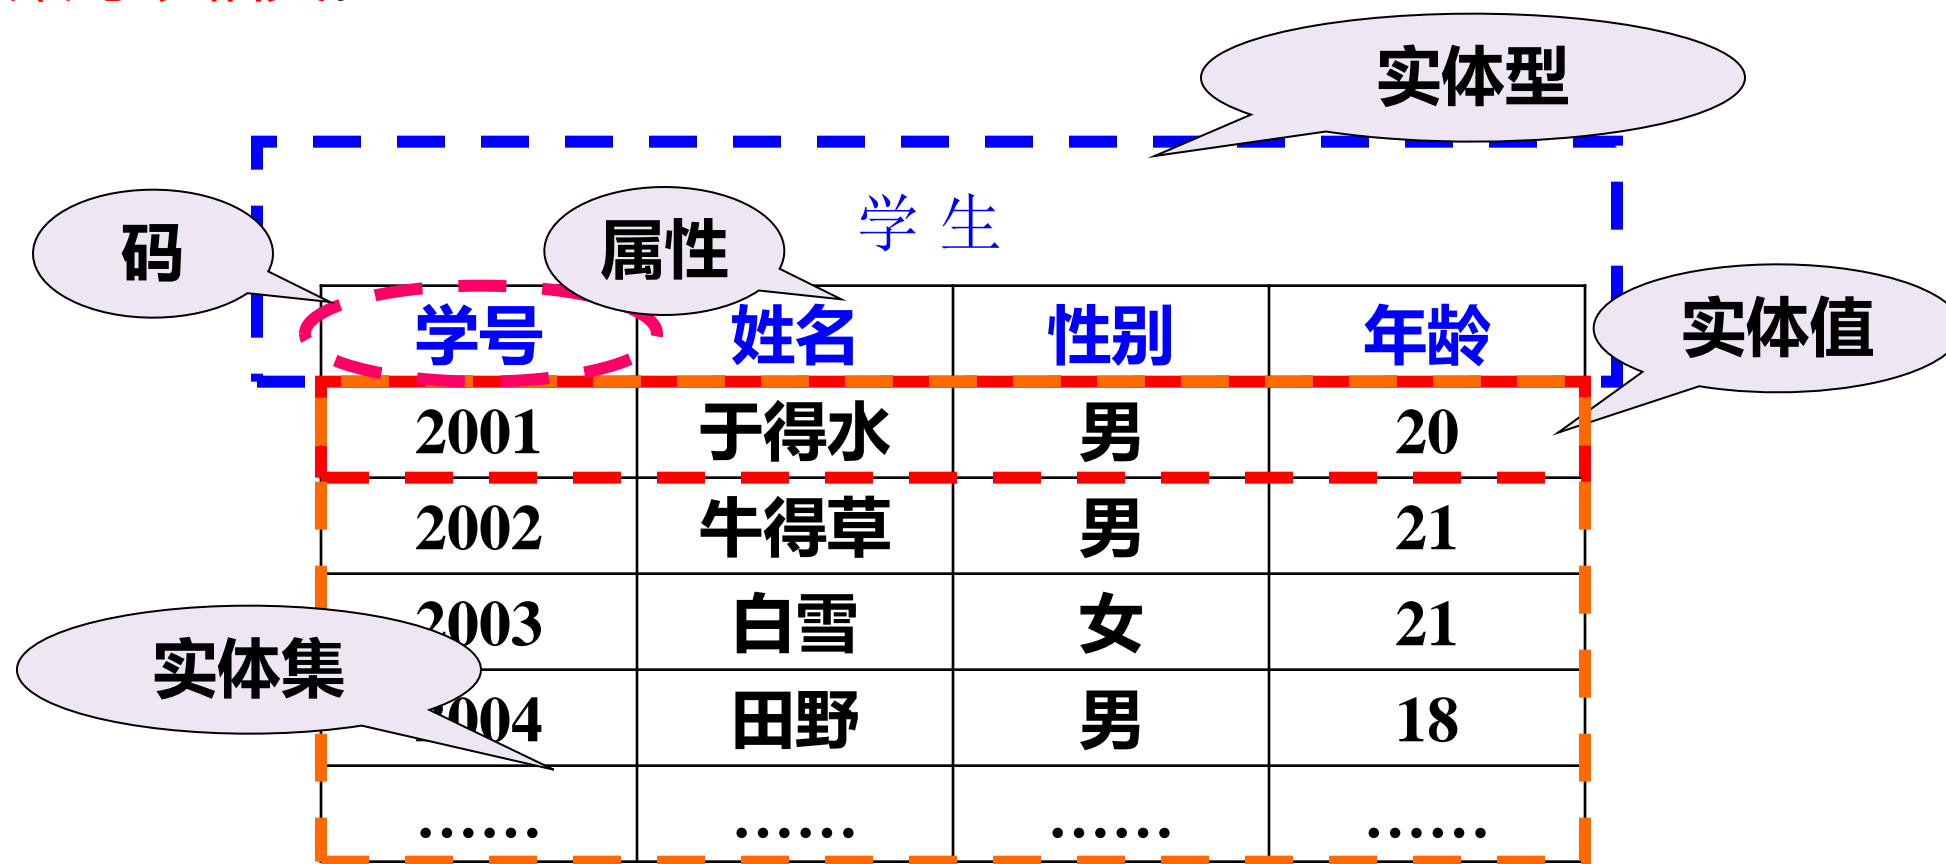 实体型
学 生
码
属性
实体值
学号 姓名 性别 年龄
2001 于得水 男 20
2002 牛得草 男 21
2003 白雪 女 21
实体集
004 田野 男 18
…… …… …… ……